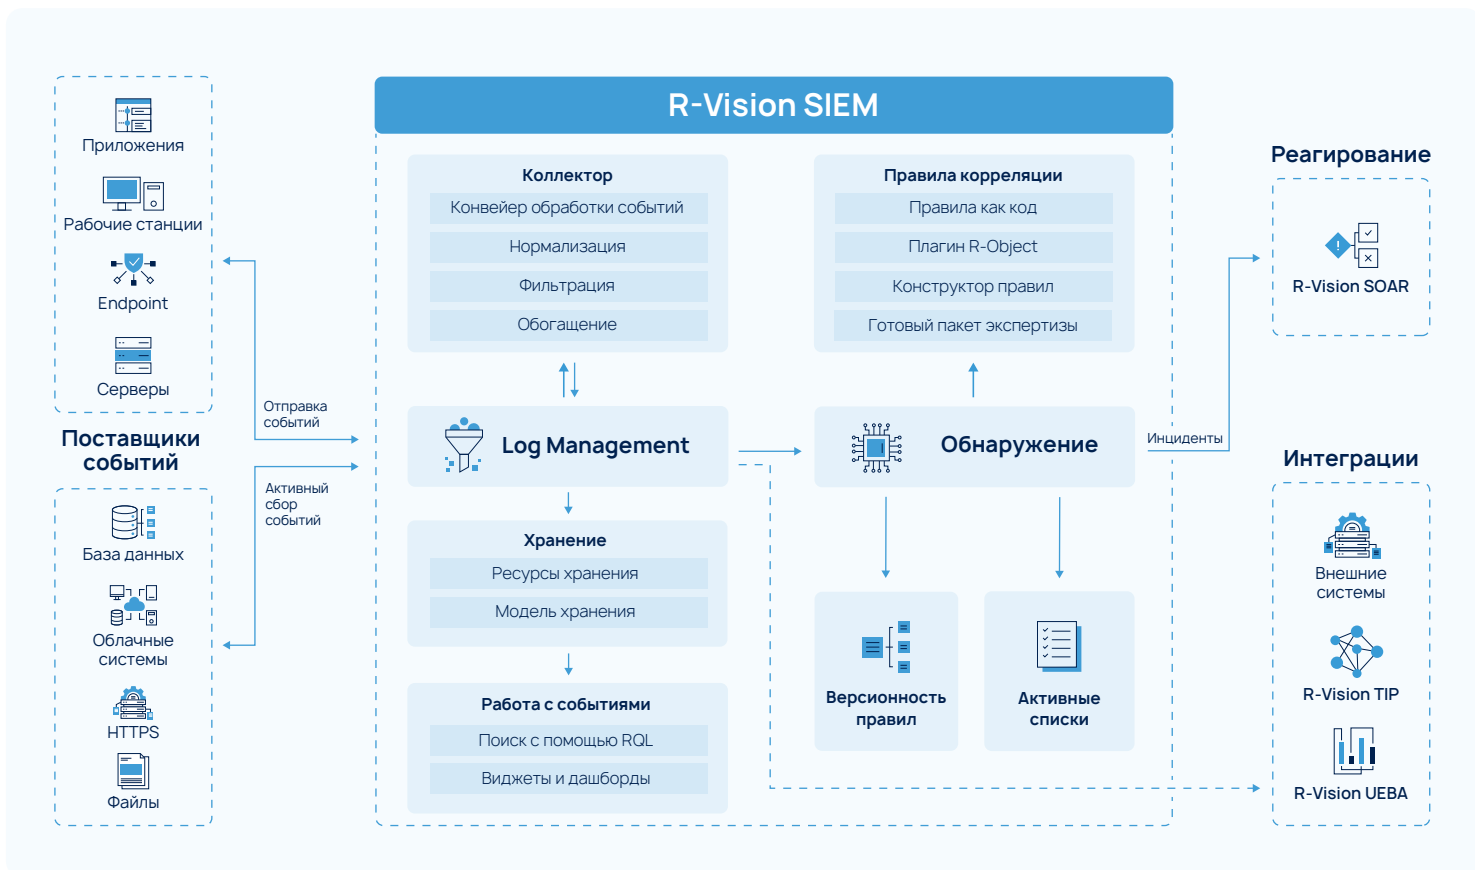 R-Vision SIEM
Приложения
Рабочие станции
Endpoint
Серверы
Поставщики
событий
База данных
Облачные
системы
HTTPS
Файлы
Отправка
событий
Активный
сбор
событий
Коллектор
Конвейер обработки событий
Нормализация
Фильтрация
Обогащение
Log Management
Хранение
Ресурсы хранения
Модель хранения
Работа с событиями
Поиск с помощью RQL
Виджеты и дашборды
Правила корреляции
Правила как код
Плагин R-Object
Конструктор правил
Готовый пакет экспертизы
Обнаружение
Версионность
правил
Активные
списки
Инциденты
Реагирование
R-Vision SOAR
Интеграции
Внешние
системы
R-Vision TIP
R-Vision UEBA